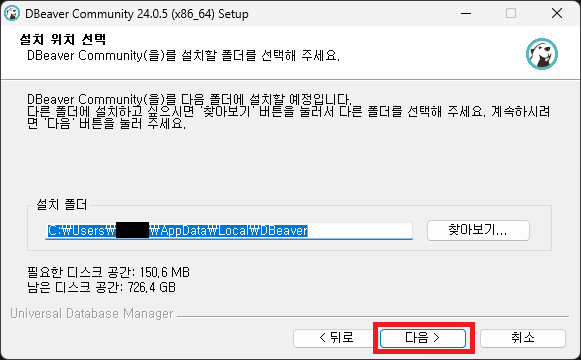 DBeaver Community 24.0.5 (x86_64) Setup
설치 위치 선택
DBeaver Community(을)를 설치할 폴더를 선택해 주세요.
DBeaver Community(을)를 다음 폴더에 설치할 예정입니다.
다른 폴더에 설치하고 싶으시면 '찾아보기' 버튼을 눌러서 다른 폴더를 선택해 주세요. 계속하시려
면 '다음' 버튼을 눌러 주세요.
설치 폴더
C:₩Users₩ ₩AppData₩Local₩DBeaver
찾아보기...
필요한 디스크 공간: 150.6 MB
남은 디스크 공간: 726.4 GB
Universal Database Manager
< 뒤로
다음 >
취소